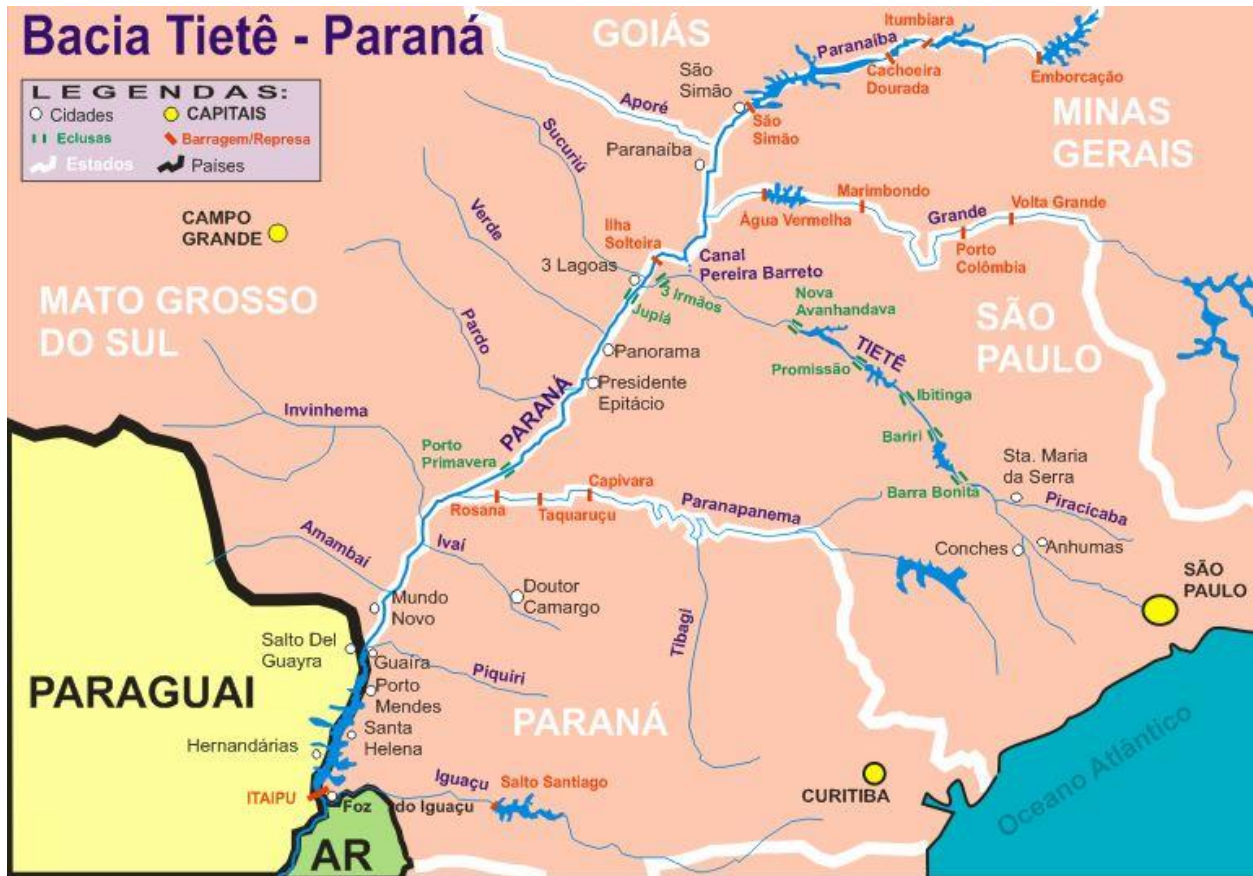 Bacia Tietê - Paraná
LEGENDAS:
Cidades
CAPITAIS
Eclusas
Barragem/Represa
Estados
Países
GOIÁS
Itumbiara
Paranaíba
São
Simão
Cachoeira
Dourada
Emborcação
Aporé
São
Simão
MINAS
GERAIS
Sucuriú
Paranaíba
Verde
Marimbondo
Volta Grande
Água Vermelha
Grande
Porto
Colômbia
CAMPO
GRANDE
Ilha
Solteira
Canal
Pereira Barreto
3 Lagoas
3 Irmãos
Jupiá
MATO GROSSO
DO SUL
Nova
Avanhandava
SÃO
PAULO
Pardo
Panorama
TIETÊ
Promissão
Presidente
Epitácio
Ibitinga
Invinhema
PARANÁ
Bariri
Porto
Primavera
Sta. Maria
da Serra
Capivara
Barra Bonita
Rosana
Taquaruçu
Paranapanema
Piracicaba
Amambaí
Ivaí
Conches
Anhumas
Doutor
Camargo
SÃO
PAULO
Mundo
Novo
Tibagi
Salto Del
Guayra
Guaíra
Piquiri
PARAGUAI
Porto
Mendes
PARANÁ
Santa
Helena
Hernandárias
Oceano Atlântico
Iguaçu
Salto Santiago
ITAIPU
Foz do Iguaçu
CURITIBA
AR